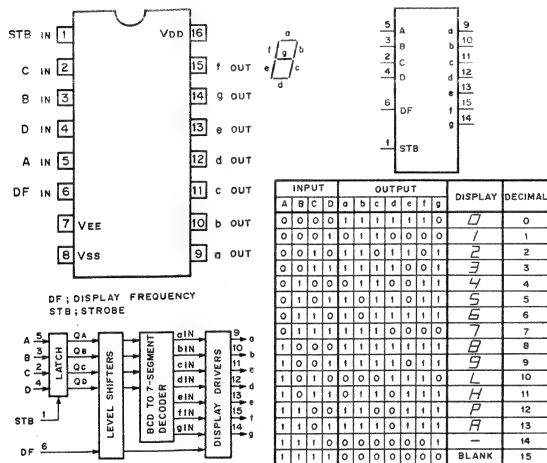 STB IN 1
VDD 16
C IN 2
15 f OUT
B IN 3
14 g OUT
D IN 4
13 e OUT
A IN 5
12 d OUT
DF IN 6
11 c OUT
7 VEE
10 b OUT
8 VSS
9 a OUT
a
f g b
e c
d
5 A a 9
3 B b 10
2 C c 11
4 D d 12
e 13
6 DF f 15
g 14
1 STB
DF ; DISPLAY FREQUENCY
STB ; STROBE
A 5 QA aIN 9 a
B 3 QB bIN 10 b
C 2 QC cIN 11 c
D 4 QD dIN 12 d
eIN 13 e
fIN 15 f
gIN 14 g
STB 1
DF 6
LATCH
LEVEL SHIFTERS
BCD TO 7-SEGMENT
DECODER
DISPLAY DRIVERS
INPUT OUTPUT DISPLAY DECIMAL
A B C D a b c d e f g
0 0 0 0 1 1 1 1 1 1 0 0 0
0 0 0 1 0 1 1 0 0 0 0 1 1
0 0 1 0 1 1 0 1 1 0 1 2 2
0 0 1 1 1 1 1 1 0 0 1 3 3
0 1 0 0 0 1 1 0 0 1 1 4 4
0 1 0 1 1 0 1 1 0 1 1 5 5
0 1 1 0 1 0 1 1 1 1 1 6 6
0 1 1 1 1 1 1 0 0 0 0 7 7
1 0 0 0 1 1 1 1 1 1 1 8 8
1 0 0 1 1 1 1 1 0 1 1 9 9
1 0 1 0 0 0 0 1 1 1 0 L 10
1 0 1 1 0 1 1 0 1 1 1 H 11
1 1 0 0 1 1 0 0 1 1 1 P 12
1 1 0 1 1 1 1 0 1 1 1 A 13
1 1 1 0 0 0 0 0 0 0 1 - 14
1 1 1 1 0 0 0 0 0 0 0 BLANK 15